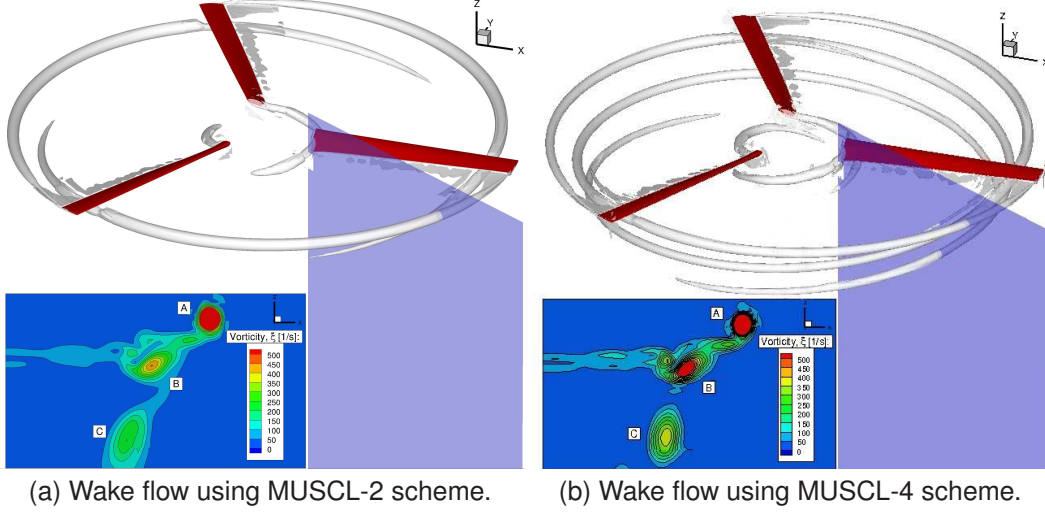 Z
Y
X
A
B
C
Z
X
Vorticity, ξ [1/s]:
500
450
400
350
300
250
200
150
100
50
0
(a) Wake flow using MUSCL-2 scheme.
Z
Y
X
A
B
C
Z
X
Vorticity, ξ [1/s]:
500
450
400
350
300
250
200
150
100
50
0
(b) Wake flow using MUSCL-4 scheme.